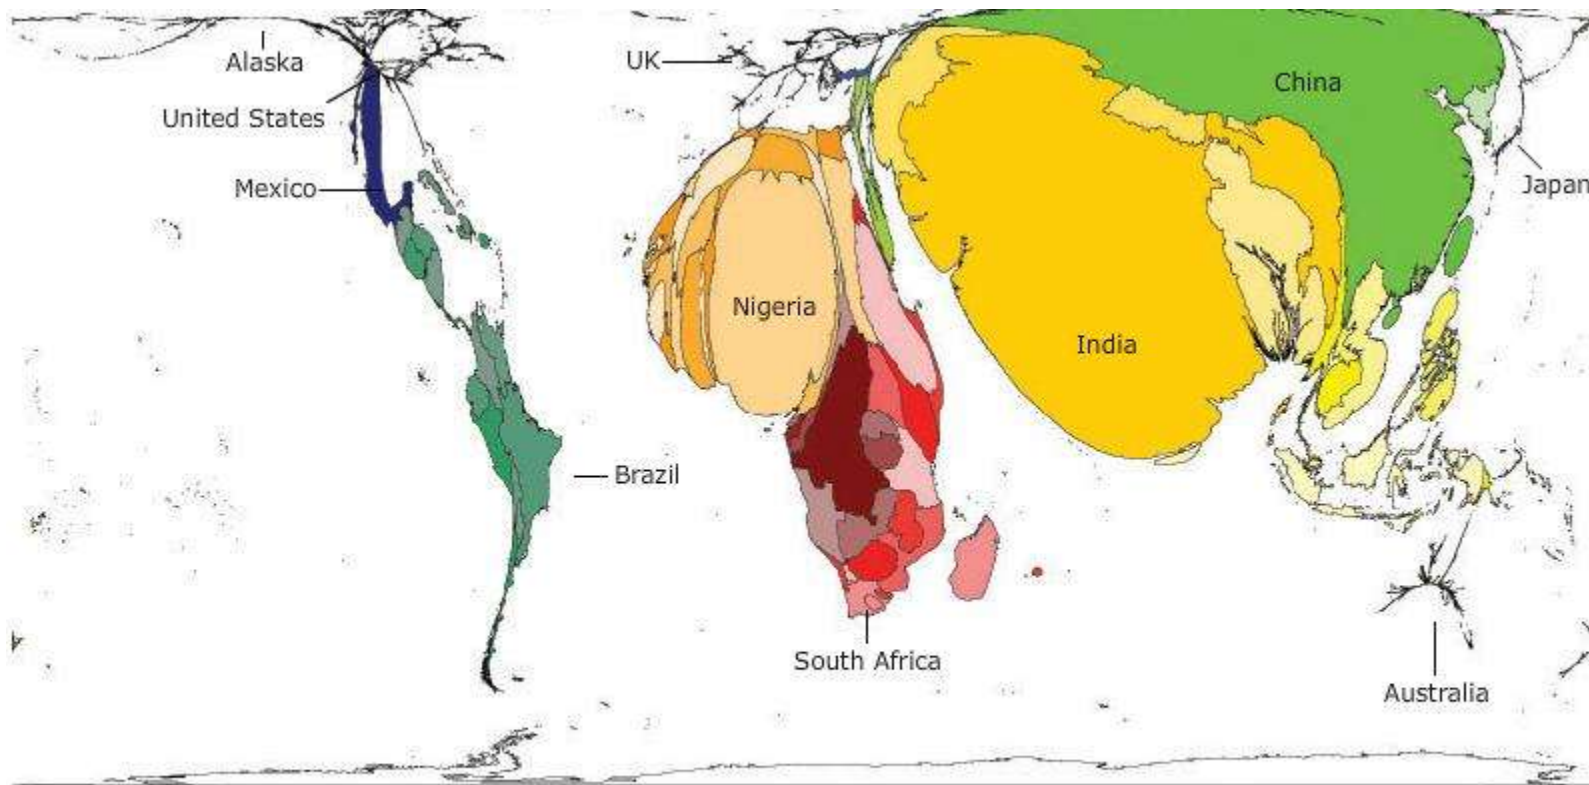 Alaska
United States
Mexico
Brazil
UK
Nigeria
South Africa
India
China
Japan
Australia